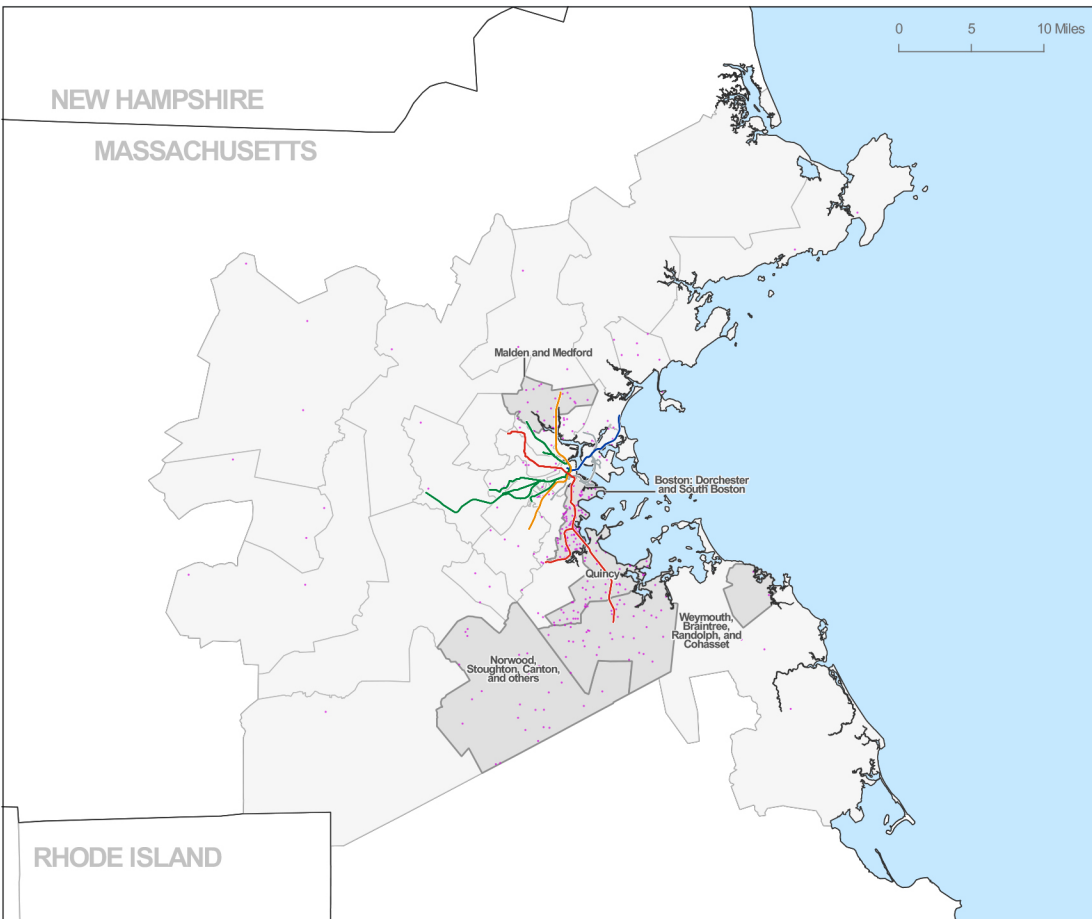 0 5 10 Miles
NEW HAMPSHIRE
MASSACHUSETTS
Malden and Medford
Boston: Dorchester
and South Boston
Quincy
Weymouth,
Braintree,
Randolph, and
Cohasset
Norwood,
Stoughton, Canton,
and others
RHODE ISLAND